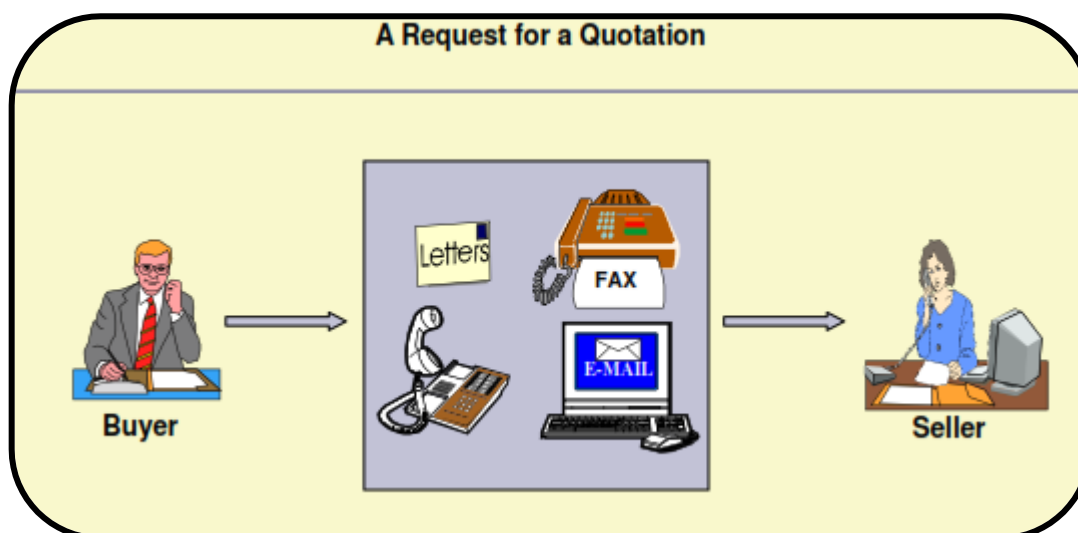 A Request for a Quotation
Letters
FAX
E-MAIL
Buyer
Seller